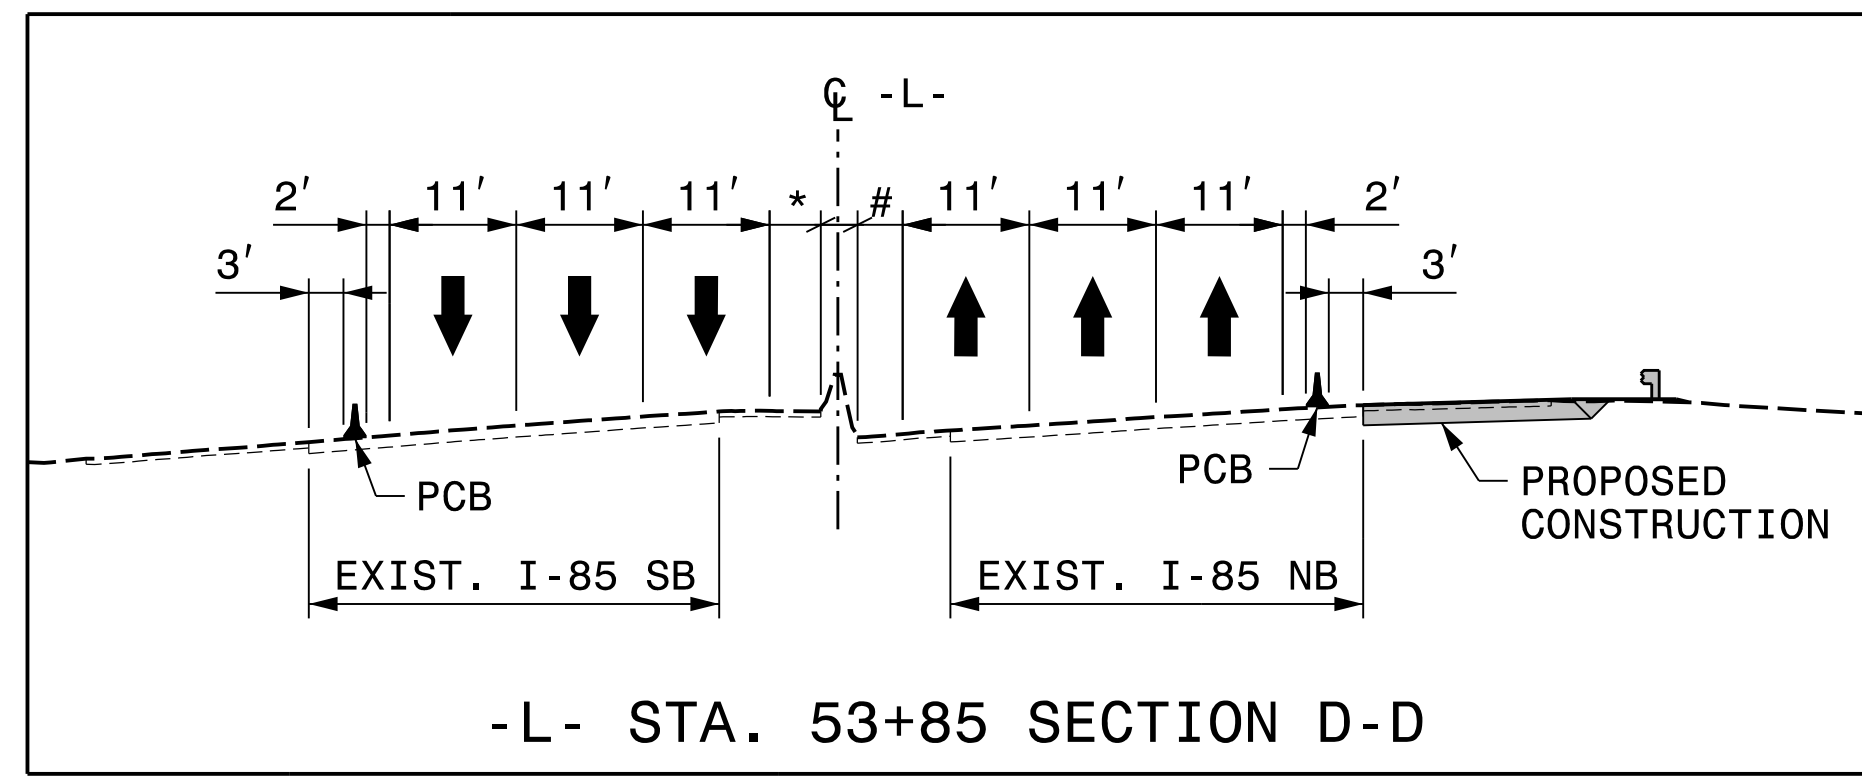 ℄ -L-
2' 11' 11' 11' * # 11' 11' 11' 2'
3' 3'
PCB PCB
PROPOSED
CONSTRUCTION
EXIST. I-85 SB EXIST. I-85 NB
-L- STA. 53+85 SECTION D-D